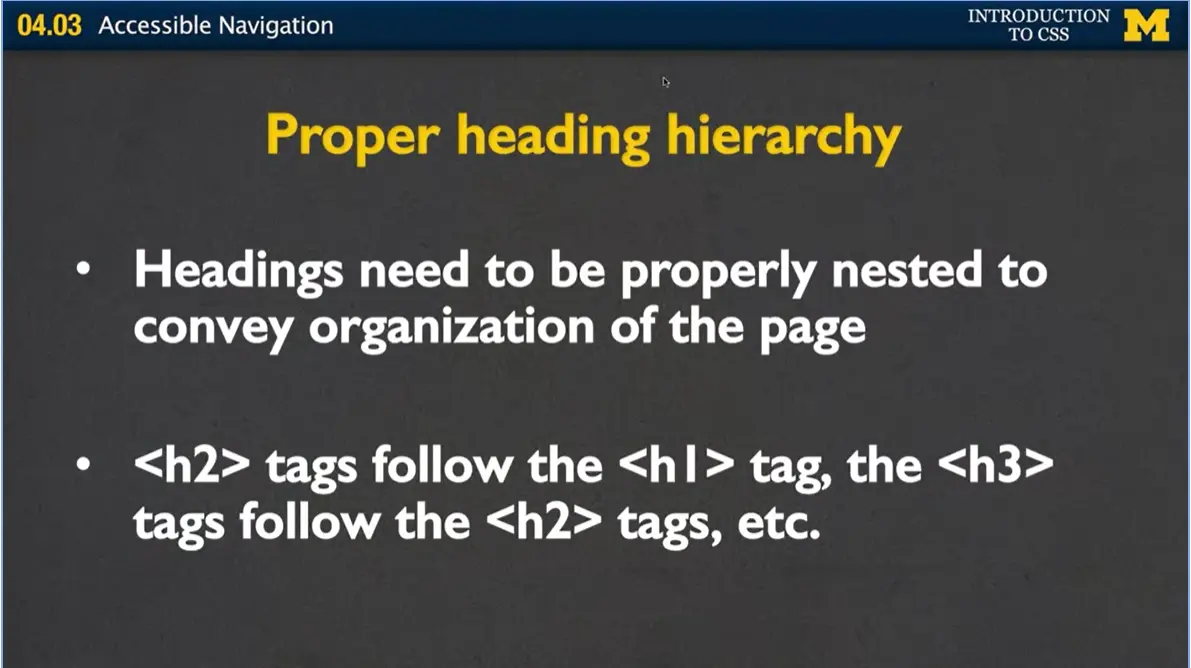 04.03 Accessible Navigation
INTRODUCTION
TO CSS
M
Proper heading hierarchy
• Headings need to be properly nested to
convey organization of the page
• <h2> tags follow the <h1> tag, the <h3>
tags follow the <h2> tags, etc.